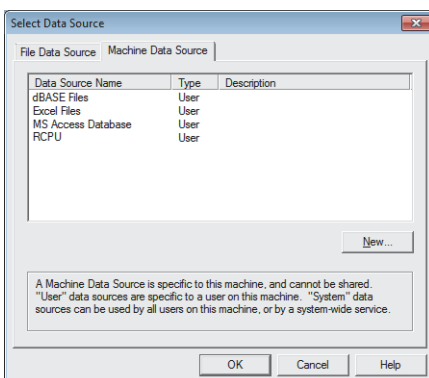 Select Data Source
File Data Source Machine Data Source
Data Source Name Type Description
dBASE Files User
Excel Files User
MS Access Database User
RCPU User
New...
A Machine Data Source is specific to this machine, and cannot be shared.
"User" data sources are specific to a user on this machine. "System" data
sources can be used by all users on this machine, or by a system-wide service.
OK Cancel Help